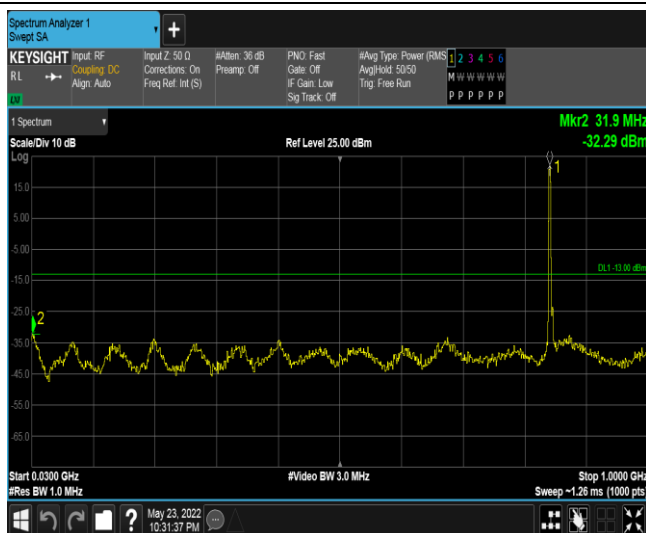 Spectrum Analyzer 1
Swept SA
+
KEYSIGHT Input: RF Input Z: 50 Ω #Atten: 36 dB PNO: Fast #Avg Type: Power (RMS 1 2 3 4 5 6
RL Coupling: DC Corrections: On Preamp: Off Gate: Off Avg|Hold: 50/50 M W W W W W
Align: Auto Freq Ref: Int (S) IF Gain: Low Trig: Free Run
Sig Track: Off P P P P P P
1 Spectrum Mkr2 31.9 MHz
Scale/Div 10 dB Ref Level 25.00 dBm -32.29 dBm
Log
1
15.0
5.00
-5.00
DL1 -13.00 dBm
-15.0
-25.0
2
-35.0
-45.0
-55.0
-65.0
Start 0.0300 GHz #Video BW 3.0 MHz Stop 1.0000 GHz
#Res BW 1.0 MHz Sweep ~1.26 ms (1000 pts)
? May 23, 2022
10:31:37 PM